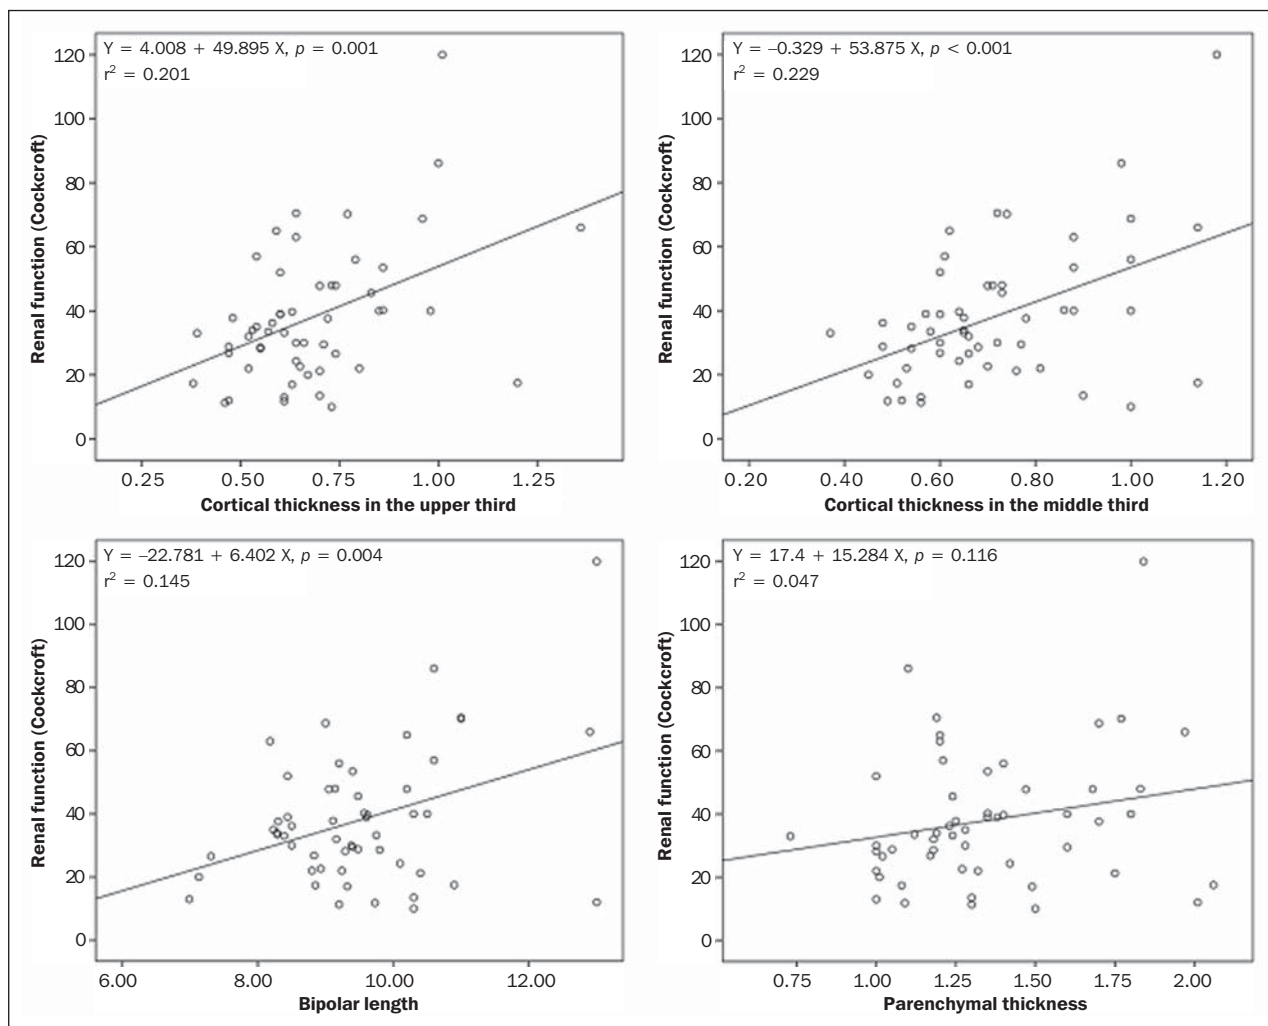 Y = 4.008 + 49.895 X, p = 0.001
r² = 0.201
120
100
80
60
40
20
0
Renal function (Cockcroft)
0.25 0.50 0.75 1.00 1.25
Cortical thickness in the upper third
Y = –0.329 + 53.875 X, p < 0.001
r² = 0.229
120
100
80
60
40
20
0
Renal function (Cockcroft)
0.20 0.40 0.60 0.80 1.00 1.20
Cortical thickness in the middle third
Y = –22.781 + 6.402 X, p = 0.004
r² = 0.145
120
100
80
60
40
20
0
Renal function (Cockcroft)
6.00 8.00 10.00 12.00
Bipolar length
Y = 17.4 + 15.284 X, p = 0.116
r² = 0.047
120
100
80
60
40
20
0
Renal function (Cockcroft)
0.75 1.00 1.25 1.50 1.75 2.00
Parenchymal thickness